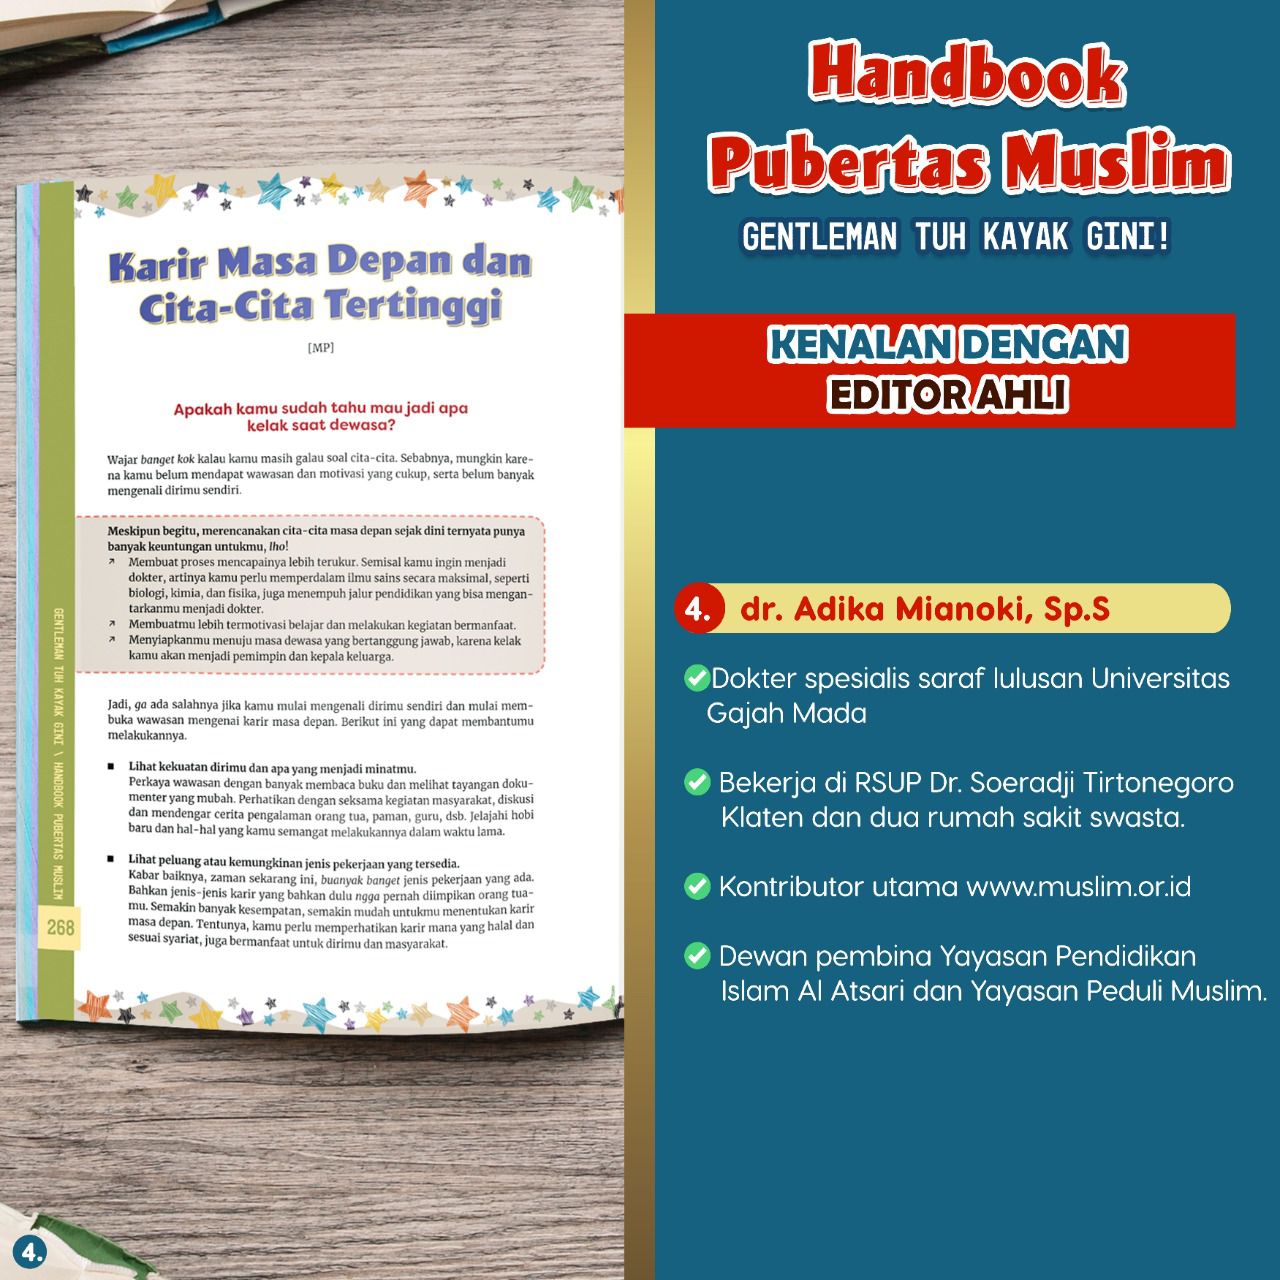 Karir Masa Depan dan
Cita-Cita Tertinggi
[MP]
Apakah kamu sudah tahu mau jadi apa
kelak saat dewasa?
Wajar banget kok kalau kamu masih galau soal cita-cita. Sebabnya, mungkin kare-
na kamu belum mendapat wawasan dan motivasi yang cukup, serta belum banyak
mengenali dirimu sendiri.
Meskipun begitu, merencanakan cita-cita masa depan sejak dini ternyata punya
banyak keuntungan untukmu, lho!
↗ Membuat proses mencapainya lebih terukur. Semisal kamu ingin menjadi
dokter, artinya kamu perlu memperdalam ilmu sains secara maksimal, seperti
biologi, kimia, dan fisika, juga menempuh jalur pendidikan yang bisa mengan-
tarkanmu menjadi dokter.
↗ Membuatmu lebih termotivasi belajar dan melakukan kegiatan bermanfaat.
↗ Menyiapkanmu menuju masa dewasa yang bertanggung jawab, karena kelak
kamu akan menjadi pemimpin dan kepala keluarga.
Jadi, ga ada salahnya jika kamu mulai mengenali dirimu sendiri dan mulai mem-
buka wawasan mengenai karir masa depan. Berikut ini yang dapat membantumu
melakukannya.
■ Lihat kekuatan dirimu dan apa yang menjadi minatmu.
Perkaya wawasan dengan banyak membaca buku dan melihat tayangan doku-
menter yang mubah. Perhatikan dengan seksama kegiatan masyarakat, diskusi
dan mendengar cerita pengalaman orang tua, paman, guru, dsb. Jelajahi hobi
baru dan hal-hal yang kamu semangat melakukannya dalam waktu lama.
■ Lihat peluang atau kemungkinan jenis pekerjaan yang tersedia.
Kabar baiknya, zaman sekarang ini, buanyak banget jenis pekerjaan yang ada.
Bahkan jenis-jenis karir yang bahkan dulu ngga pernah diimpikan orang tua-
mu. Semakin banyak kesempatan, semakin mudah untukmu menentukan karir
masa depan. Tentunya, kamu perlu memperhatikan karir mana yang halal dan
sesuai syariat, juga bermanfaat untuk dirimu dan masyarakat.
GENTLEMAN TUH KAYAK GINI \ HANDBOOK PUBERTAS MUSLIM
268
4.
Handbook
Pubertas Muslim
GENTLEMAN TUH KAYAK GINI!
KENALAN DENGAN
EDITOR AHLI
4. dr. Adika Mianoki, Sp.S
Dokter spesialis saraf lulusan Universitas
Gajah Mada
Bekerja di RSUP Dr. Soeradji Tirtonegoro
Klaten dan dua rumah sakit swasta.
Kontributor utama www.muslim.or.id
Dewan pembina Yayasan Pendidikan
Islam Al Atsari dan Yayasan Peduli Muslim.